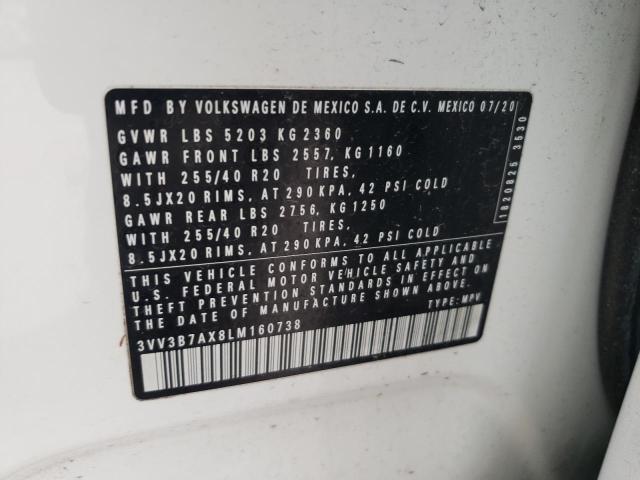 MFD BY VOLKSWAGEN DE MEXICO S.A. DE C.V. MEXICO 07/20
GVWR LBS 5203 KG 2360
GAWR FRONT LBS 2557, KG 1160
WITH 255/40 R20 TIRES,
8.5JX20 RIMS, AT 290 KPA, 42 PSI COLD
GAWR REAR LBS 2756, KG 1250
WITH 255/40 R20 TIRES,
8.5JX20 RIMS, AT 290 KPA, 42 PSI COLD
THIS VEHICLE CONFORMS TO ALL APPLICABLE
U.S. FEDERAL MOTOR VEHICLE SAFETY AND
THEFT PREVENTION STANDARDS IN EFFECT ON
THE DATE OF MANUFACTURE SHOWN ABOVE.
TYPE: MPV
3VV3B7AX8LM160738
1820825 3530